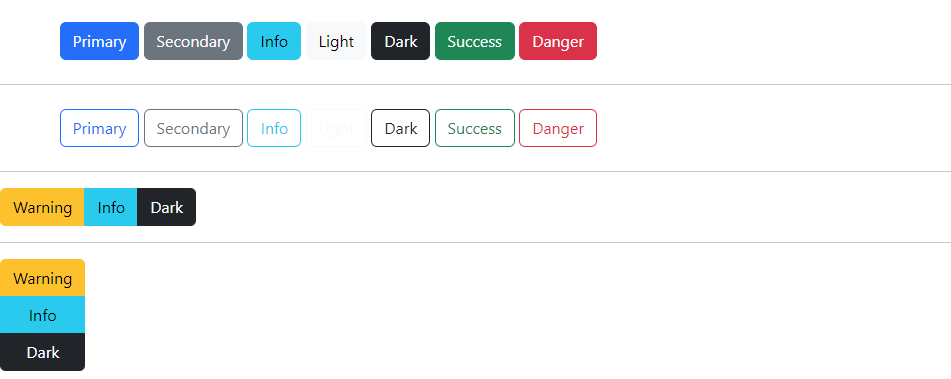 Primary Secondary Info Light Dark Success Danger
Primary Secondary Info Light Dark Success Danger
Warning Info Dark
Warning
Info
Dark